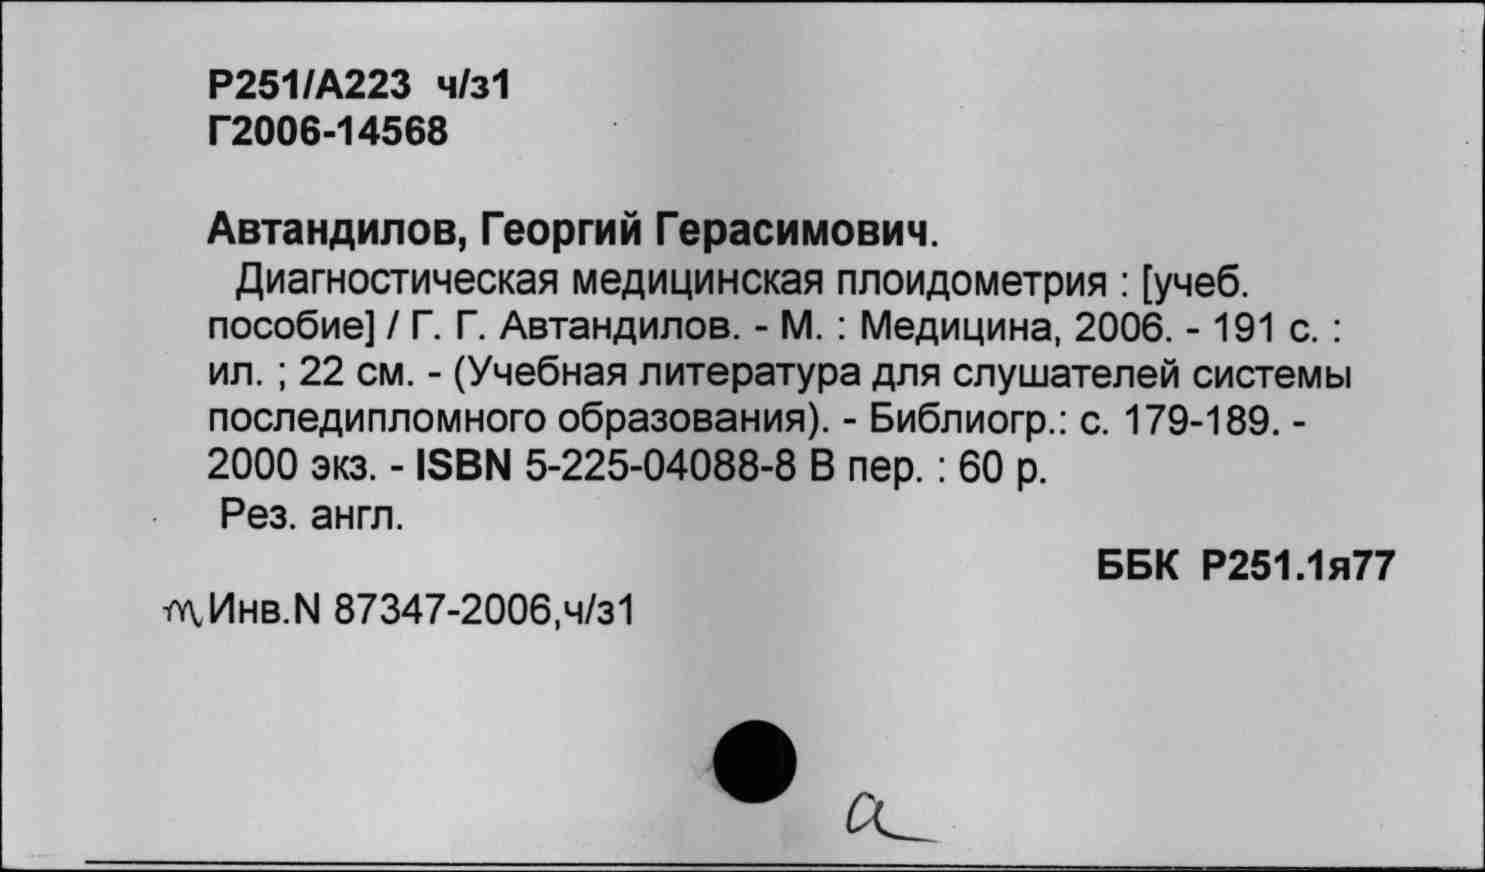 Р251/А223 ч/з1
Г2006-14568
Автандилов, Георгий Герасимович.
Диагностическая медицинская плоидометрия : [учеб.
пособие] / Г. Г. Автандилов. - М. : Медицина, 2006. - 191 с. :
ил. ; 22 см. - (Учебная литература для слушателей системы
последипломного образования). - Библиогр.: с. 179-189. -
2000 экз. - ISBN 5-225-04088-8 В пер. : 60 р.
Рез. англ.
ББК Р251.1я77
Инв.N 87347-2006,ч/з1
а